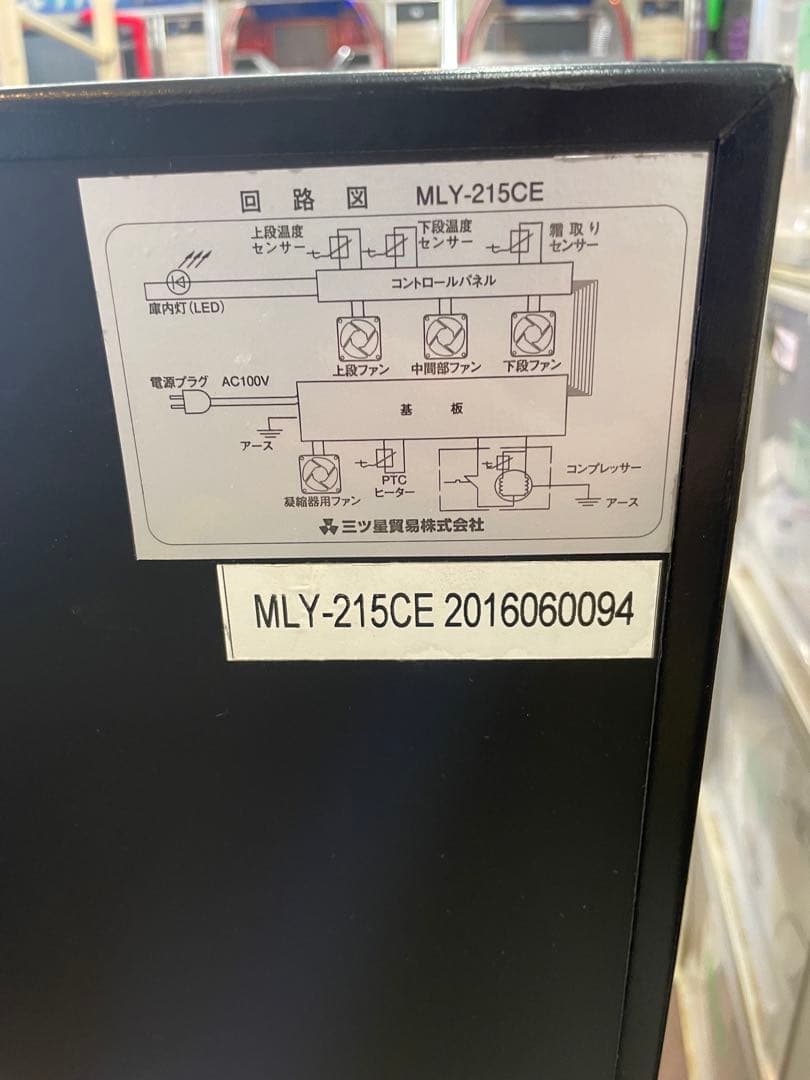 回 路 図 MLY-215CE
上段温度
センサー
下段温度
センサー
霜取り
センサー
コントロールパネル
庫内灯(LED)
上段ファン
中間部ファン
下段ファン
電源プラグ AC100V
基 板
アース
凝縮器用ファン
PTC
ヒーター
コンプレッサー
アース
三ツ星貿易株式会社
MLY-215CE 2016060094